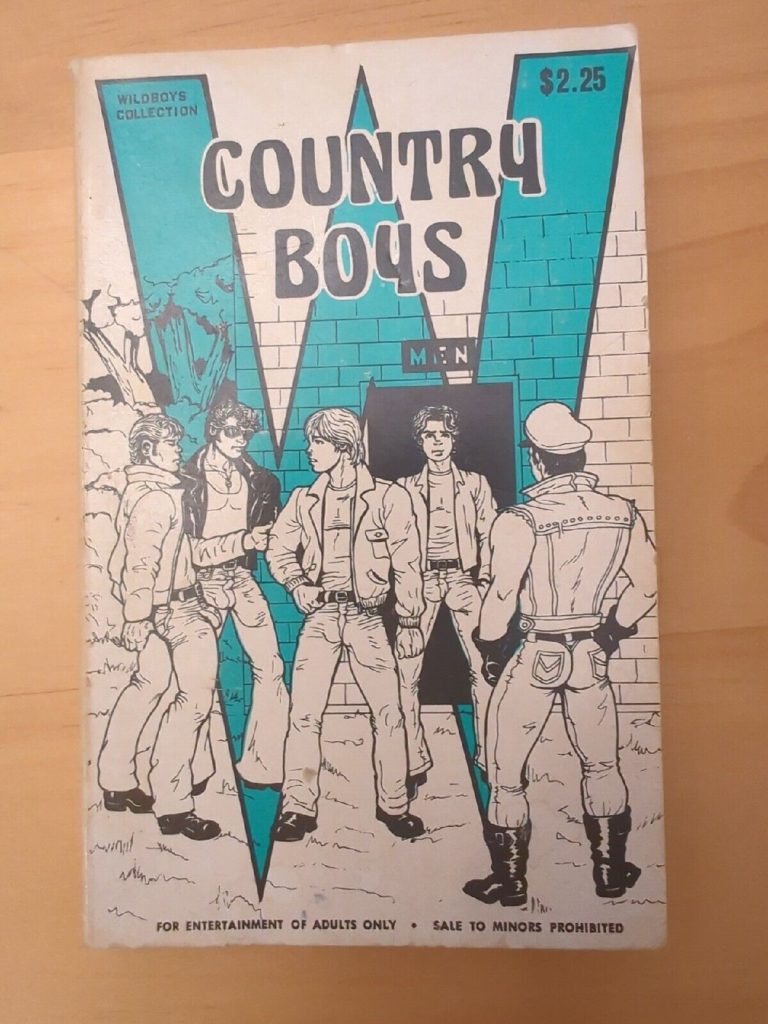 WILDBOYS
COLLECTION
$2.25
COUNTRY
BOYS
MEN
FOR ENTERTAINMENT OF ADULTS ONLY • SALE TO MINORS PROHIBITED